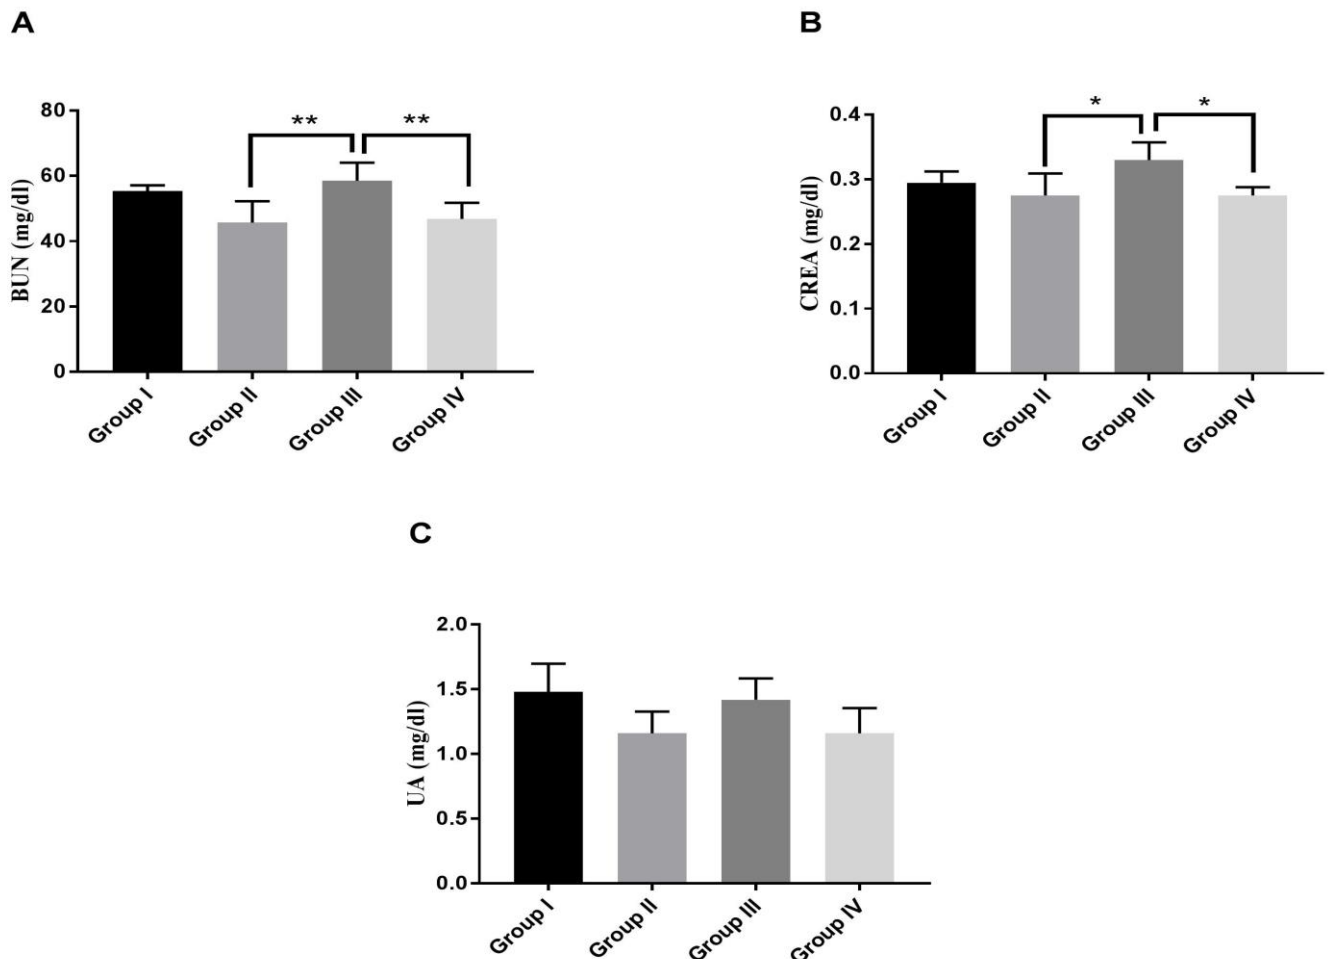 A
BUN (mg/dl)
80
60
40
20
0
** **
Group I
Group II
Group III
Group IV
B
CREA (mg/dl)
0.4
0.3
0.2
0.1
0.0
* *
Group I
Group II
Group III
Group IV
C
UA (mg/dl)
2.0
1.5
1.0
0.5
0.0
Group I
Group II
Group III
Group IV